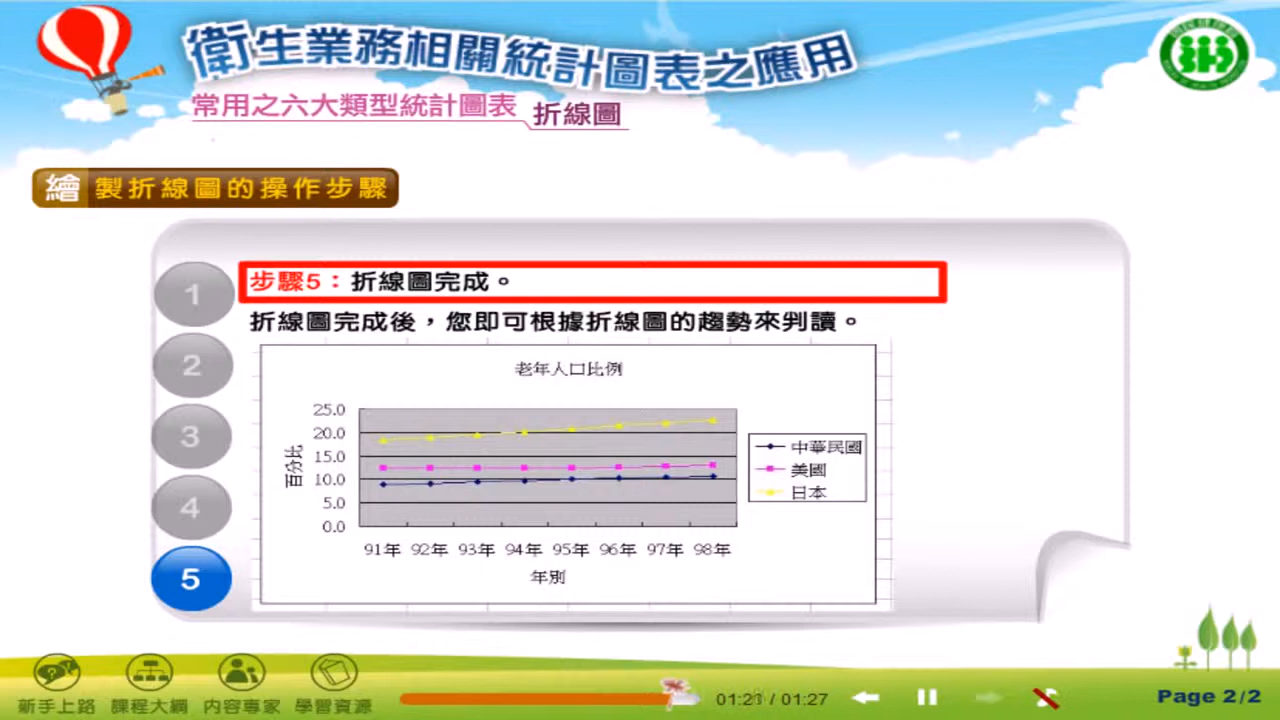 衛生業務相關統計圖表之應用
常用之六大類型統計圖表 折線圖
繪製折線圖的操作步驟
1
步驟5：折線圖完成。
折線圖完成後，您即可根據折線圖的趨勢來判讀。
2
3
4
5
老年人口比例
百分比
25.0
20.0
15.0
10.0
5.0
0.0
91年 92年 93年 94年 95年 96年 97年 98年
年別
中華民國
美國
日本
新手上路 課程大綱 內容專家 學習資源
/ 01:27
Page 2/2